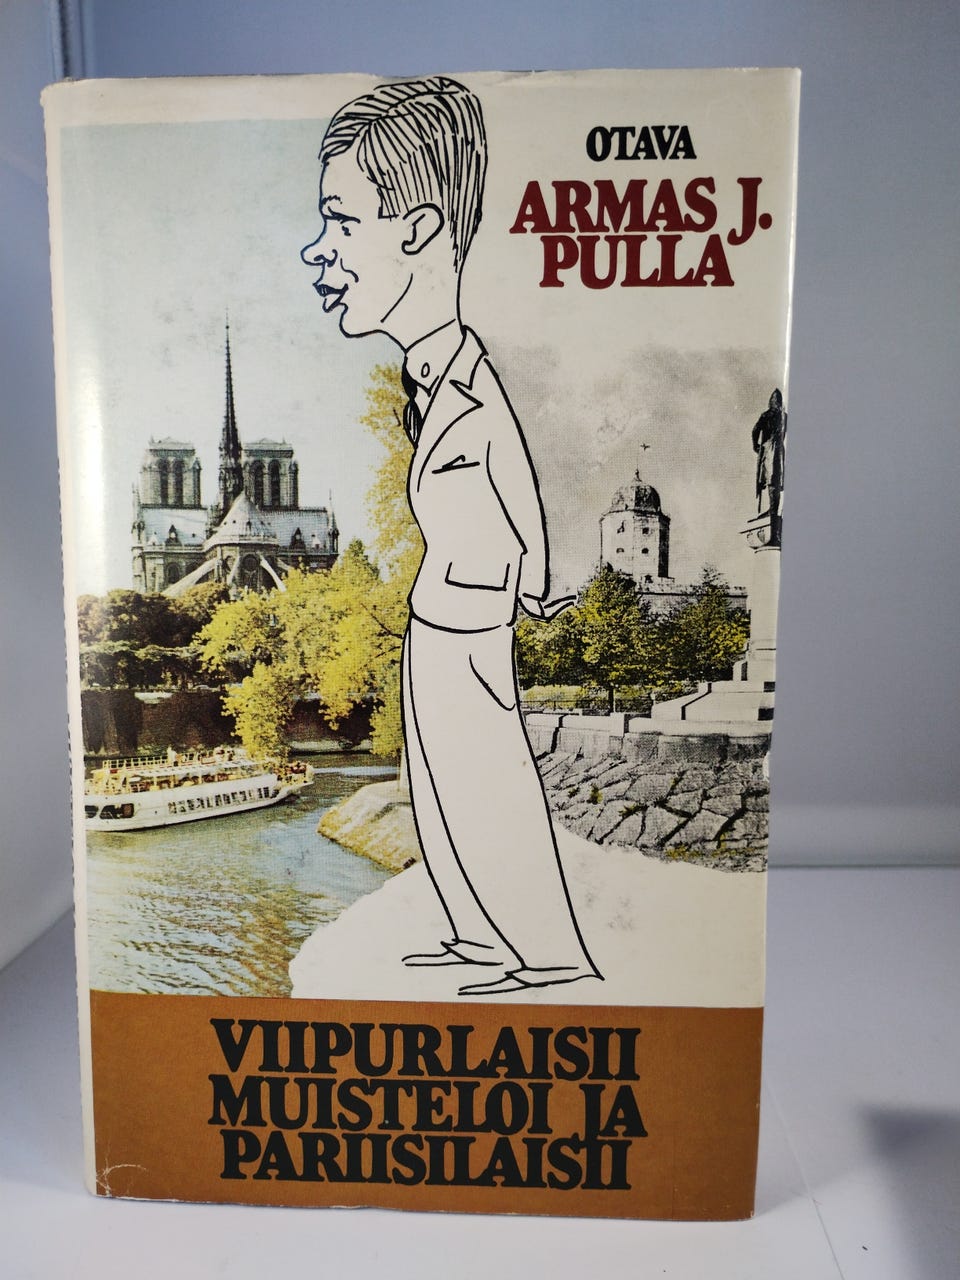 OTAVA
ARMAS J.
PULLA
VIIPURLAISII
MUISTELOI JA
PARIISILAISII